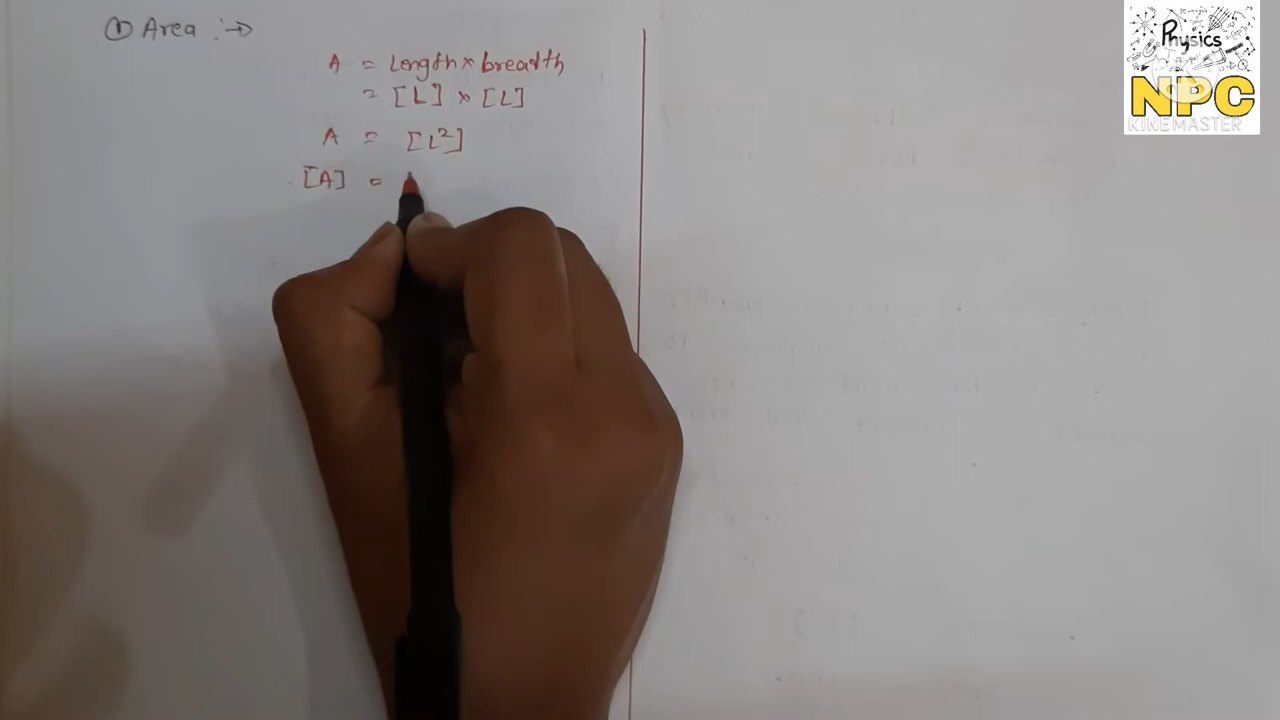 ① Area :→
A = Length × breadth
= [L] × [L]
A = [L²]
[A] =
Physics
NPC
KINEMASTER